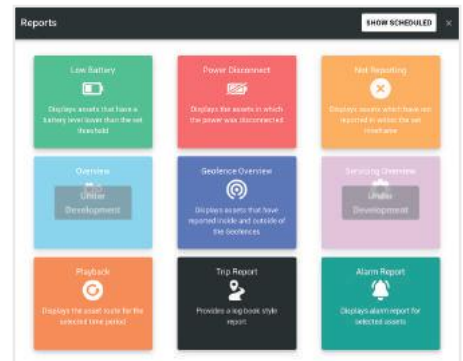 Reports
SHOW SCHEDULED
×
Low Battery
Displays assets that have a
battery level lower than the set
threshold
Power Disconnect
Displays the assets in which
the power was disconnected
Not Reporting
Displays assets which have not
reported in within the set
timeframe
Overview
Under
Development
Geofence Overview
Displays assets that have
reported inside and outside of
the Geofences
Servicing Overview
Under
Development
Playback
Displays the asset route for the
selected time period
Trip Report
Provides a log book style
report
Alarm Report
Displays alarm report for
selected assets